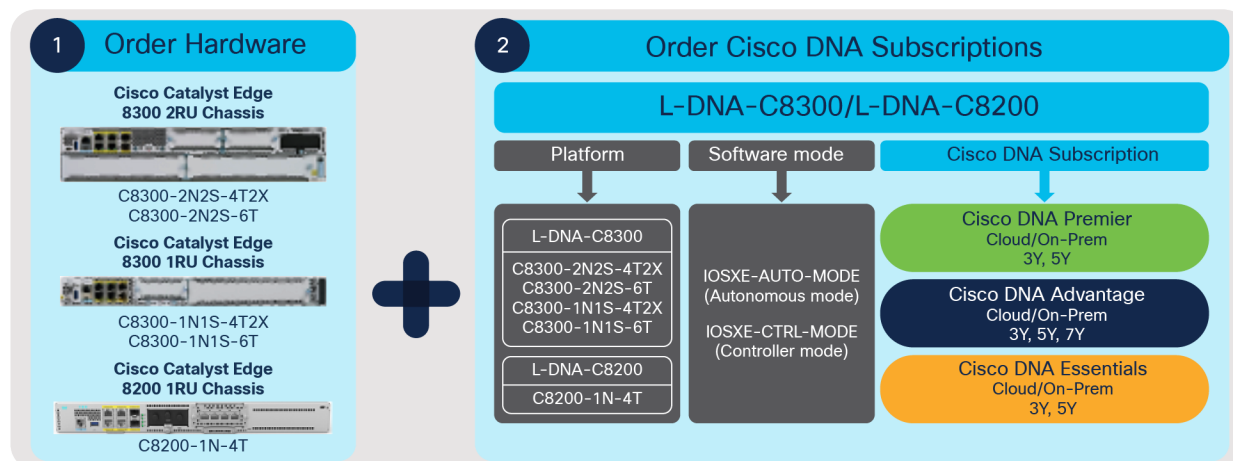 1 Order Hardware
Cisco Catalyst Edge
8300 2RU Chassis
C8300-2N2S-4T2X
C8300-2N2S-6T
Cisco Catalyst Edge
8300 1RU Chassis
C8300-1N1S-4T2X
C8300-1N1S-6T
Cisco Catalyst Edge
8200 1RU Chassis
C8200-1N-4T
2 Order Cisco DNA Subscriptions
L-DNA-C8300/L-DNA-C8200
Platform
L-DNA-C8300
C8300-2N2S-4T2X
C8300-2N2S-6T
C8300-1N1S-4T2X
C8300-1N1S-6T
L-DNA-C8200
C8200-1N-4T
Software mode
IOSXE-AUTO-MODE
(Autonomous mode)
IOSXE-CTRL-MODE
(Controller mode)
Cisco DNA Subscription
Cisco DNA Premier
Cloud/On-Prem
3Y, 5Y
Cisco DNA Advantage
Cloud/On-Prem
3Y, 5Y, 7Y
Cisco DNA Essentials
Cloud/On-Prem
3Y, 5Y